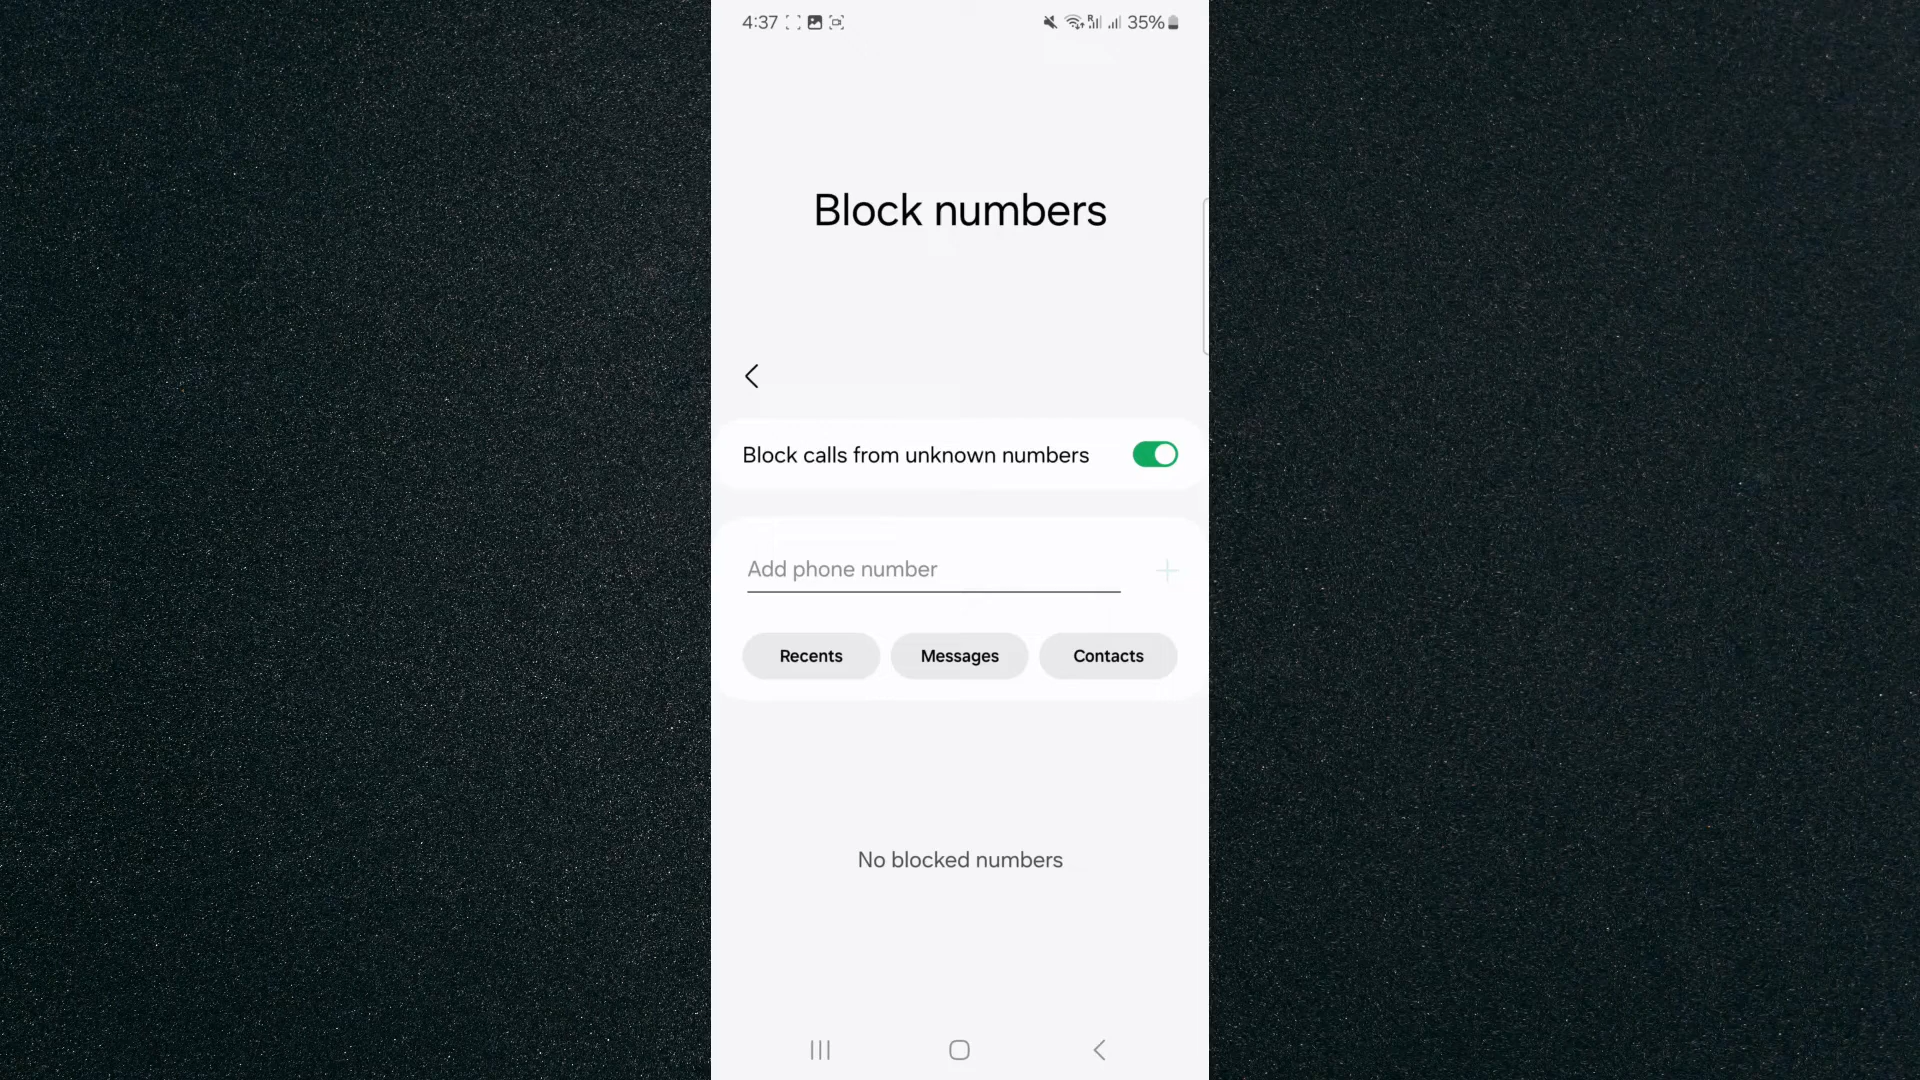 4:37 35%
Block numbers
Block calls from unknown numbers
Add phone number
Recents Messages Contacts
No blocked numbers